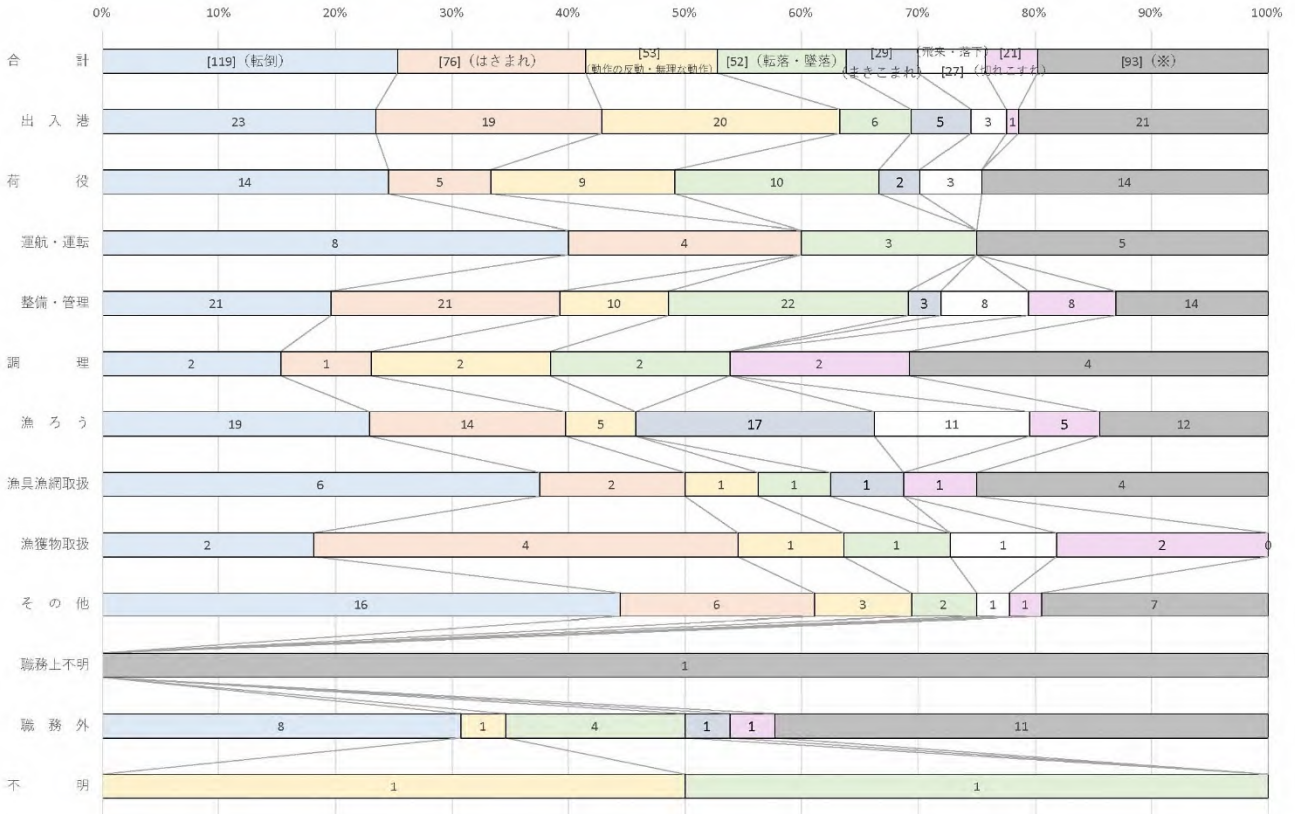 0% 10% 20% 30% 40% 50% 60% 70% 80% 90% 100%
合計 [119]（転倒） [76]（はさまれ） [53]（動作の反動・無理な動作） [52]（転落・墜落） [29]（まきこまれ） （飛来・落下）[27] [21]（切れこすれ） [93]（※）
出入港 23 19 20 6 5 3 1 21
荷役 14 5 9 10 2 3 14
運航・運転 8 4 3 5
整備・管理 21 21 10 22 3 8 8 14
調理 2 1 2 2 2 4
漁ろう 19 14 5 17 11 5 12
漁具漁網取扱 6 2 1 1 1 1 4
漁獲物取扱 2 4 1 1 1 2 0
その他 16 6 3 2 1 1 7
職務上不明 1
職務外 8 1 4 1 1 11
不明 1 1